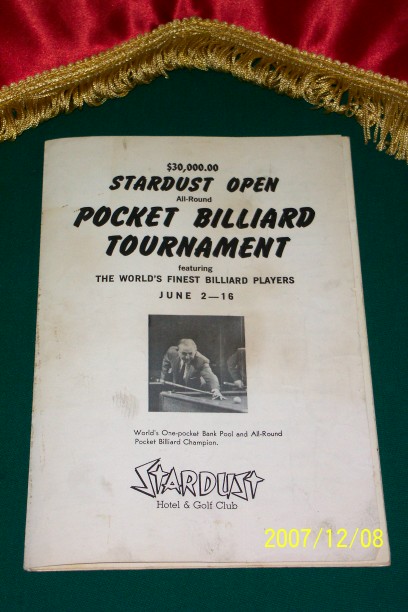 $30,000.00
STARDUST OPEN
All-Round
POCKET BILLIARD
TOURNAMENT
featuring
THE WORLD'S FINEST BILLIARD PLAYERS
JUNE 2—16
World's One-pocket Bank Pool and All-Round
Pocket Billiard Champion.
STARDUST
Hotel & Golf Club
2007/12/08